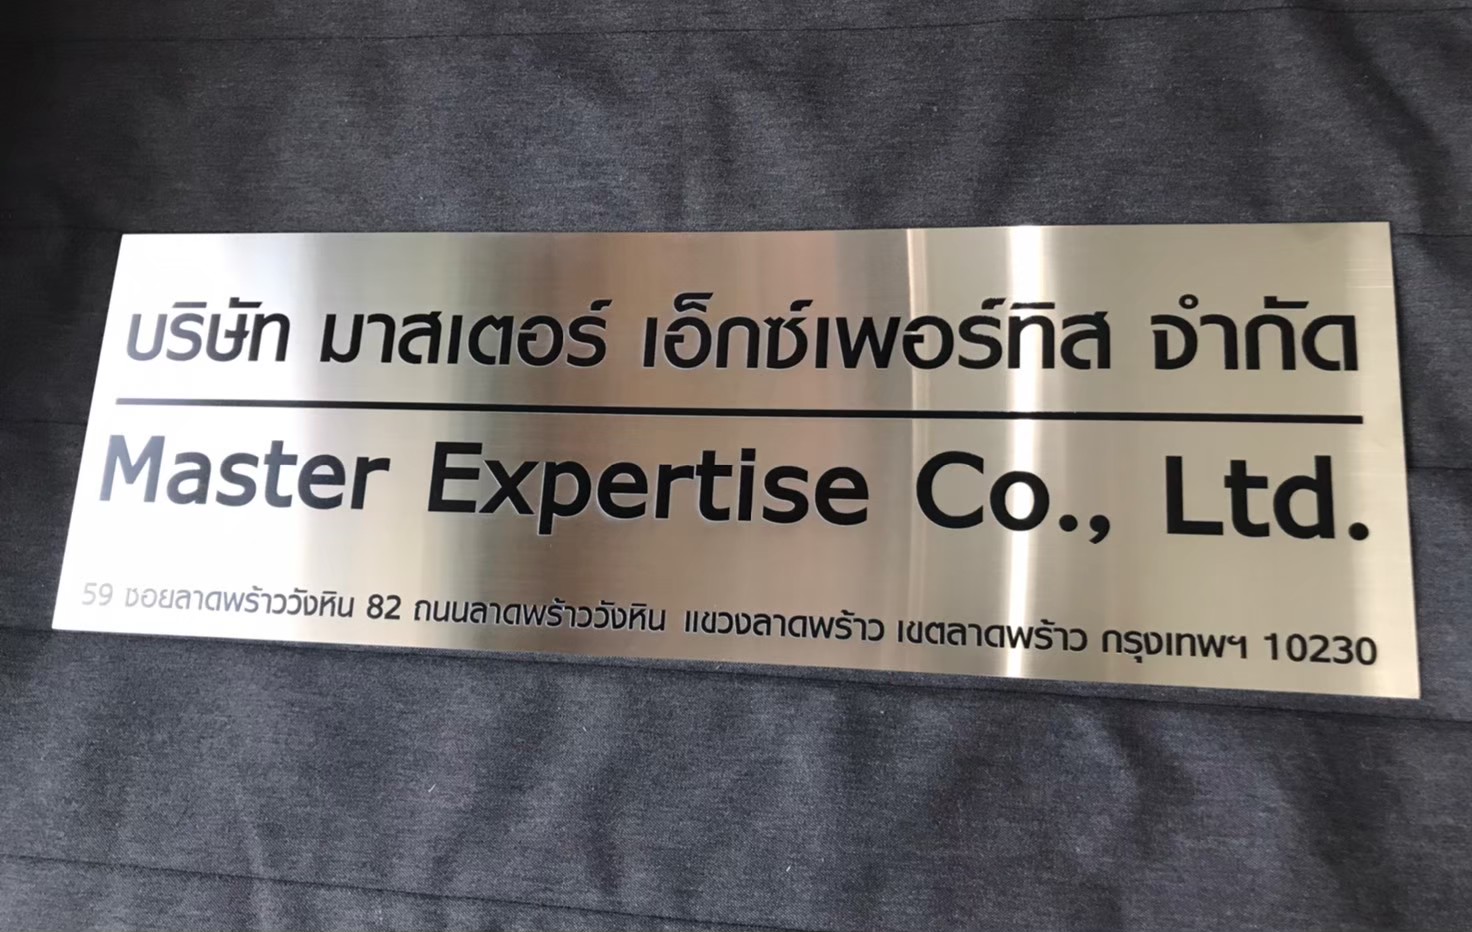 บริษัท มาสเตอร์ เอ็กซ์เพอร์ทิส จำกัด
Master Expertise Co., Ltd.
59 ซอยลาดพร้าววังหิน 82 ถนนลาดพร้าววังหิน แขวงลาดพร้าว เขตลาดพร้าว กรุงเทพฯ 10230